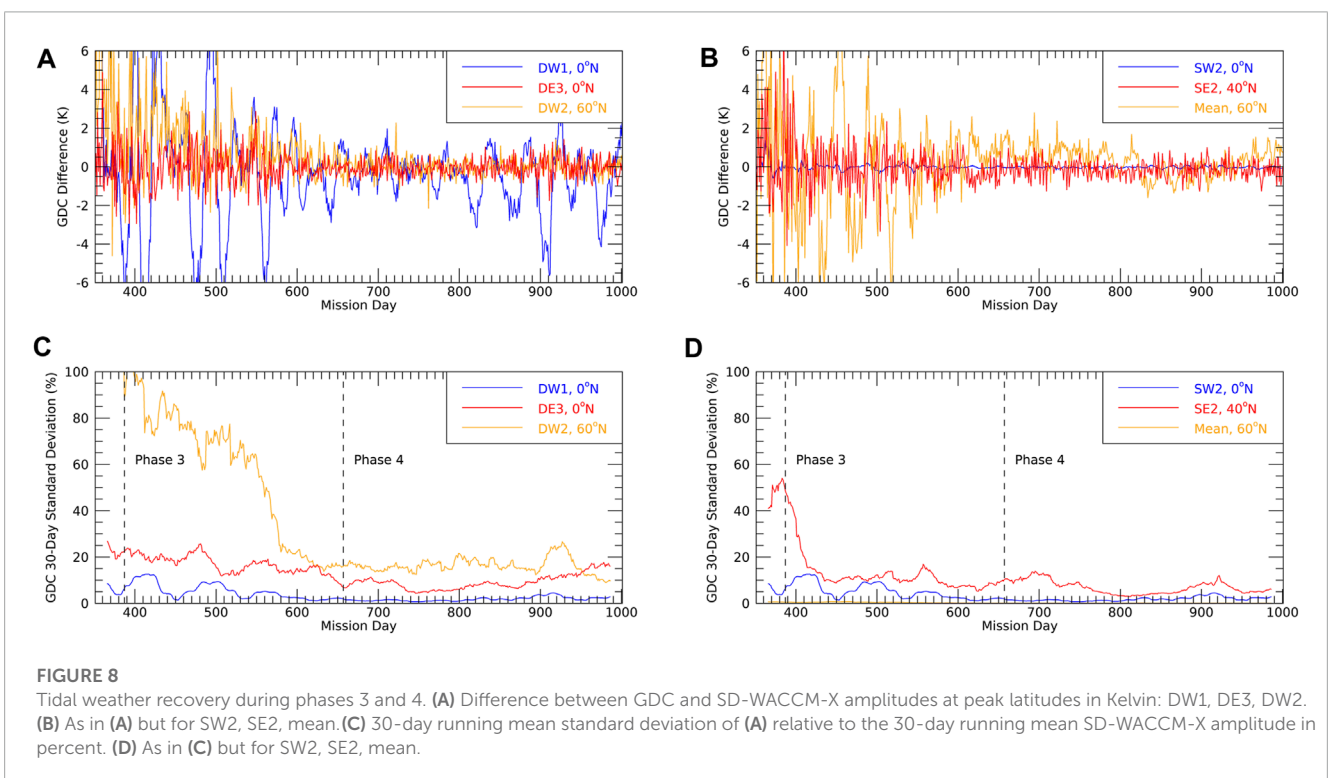 A
6
4
2
0
-2
-4
-6
GDC Difference (K)
400 500 600 700 800 900 1000
Mission Day
DW1, 0°N
DE3, 0°N
DW2, 60°N
B
6
4
2
0
-2
-4
-6
GDC Difference (K)
400 500 600 700 800 900 1000
Mission Day
SW2, 0°N
SE2, 40°N
Mean, 60°N
C
100
80
60
40
20
0
GDC 30-Day Standard Deviation (%)
400 500 600 700 800 900 1000
Mission Day
DW1, 0°N
DE3, 0°N
DW2, 60°N
Phase 3
Phase 4
D
100
80
60
40
20
0
GDC 30-Day Standard Deviation (%)
400 500 600 700 800 900 1000
Mission Day
SW2, 0°N
SE2, 40°N
Mean, 60°N
Phase 3
Phase 4
FIGURE 8
Tidal weather recovery during phases 3 and 4. (A) Difference between GDC and SD-WACCM-X amplitudes at peak latitudes in Kelvin: DW1, DE3, DW2.
(B) As in (A) but for SW2, SE2, mean.(C) 30-day running mean standard deviation of (A) relative to the 30-day running mean SD-WACCM-X amplitude in
percent. (D) As in (C) but for SW2, SE2, mean.